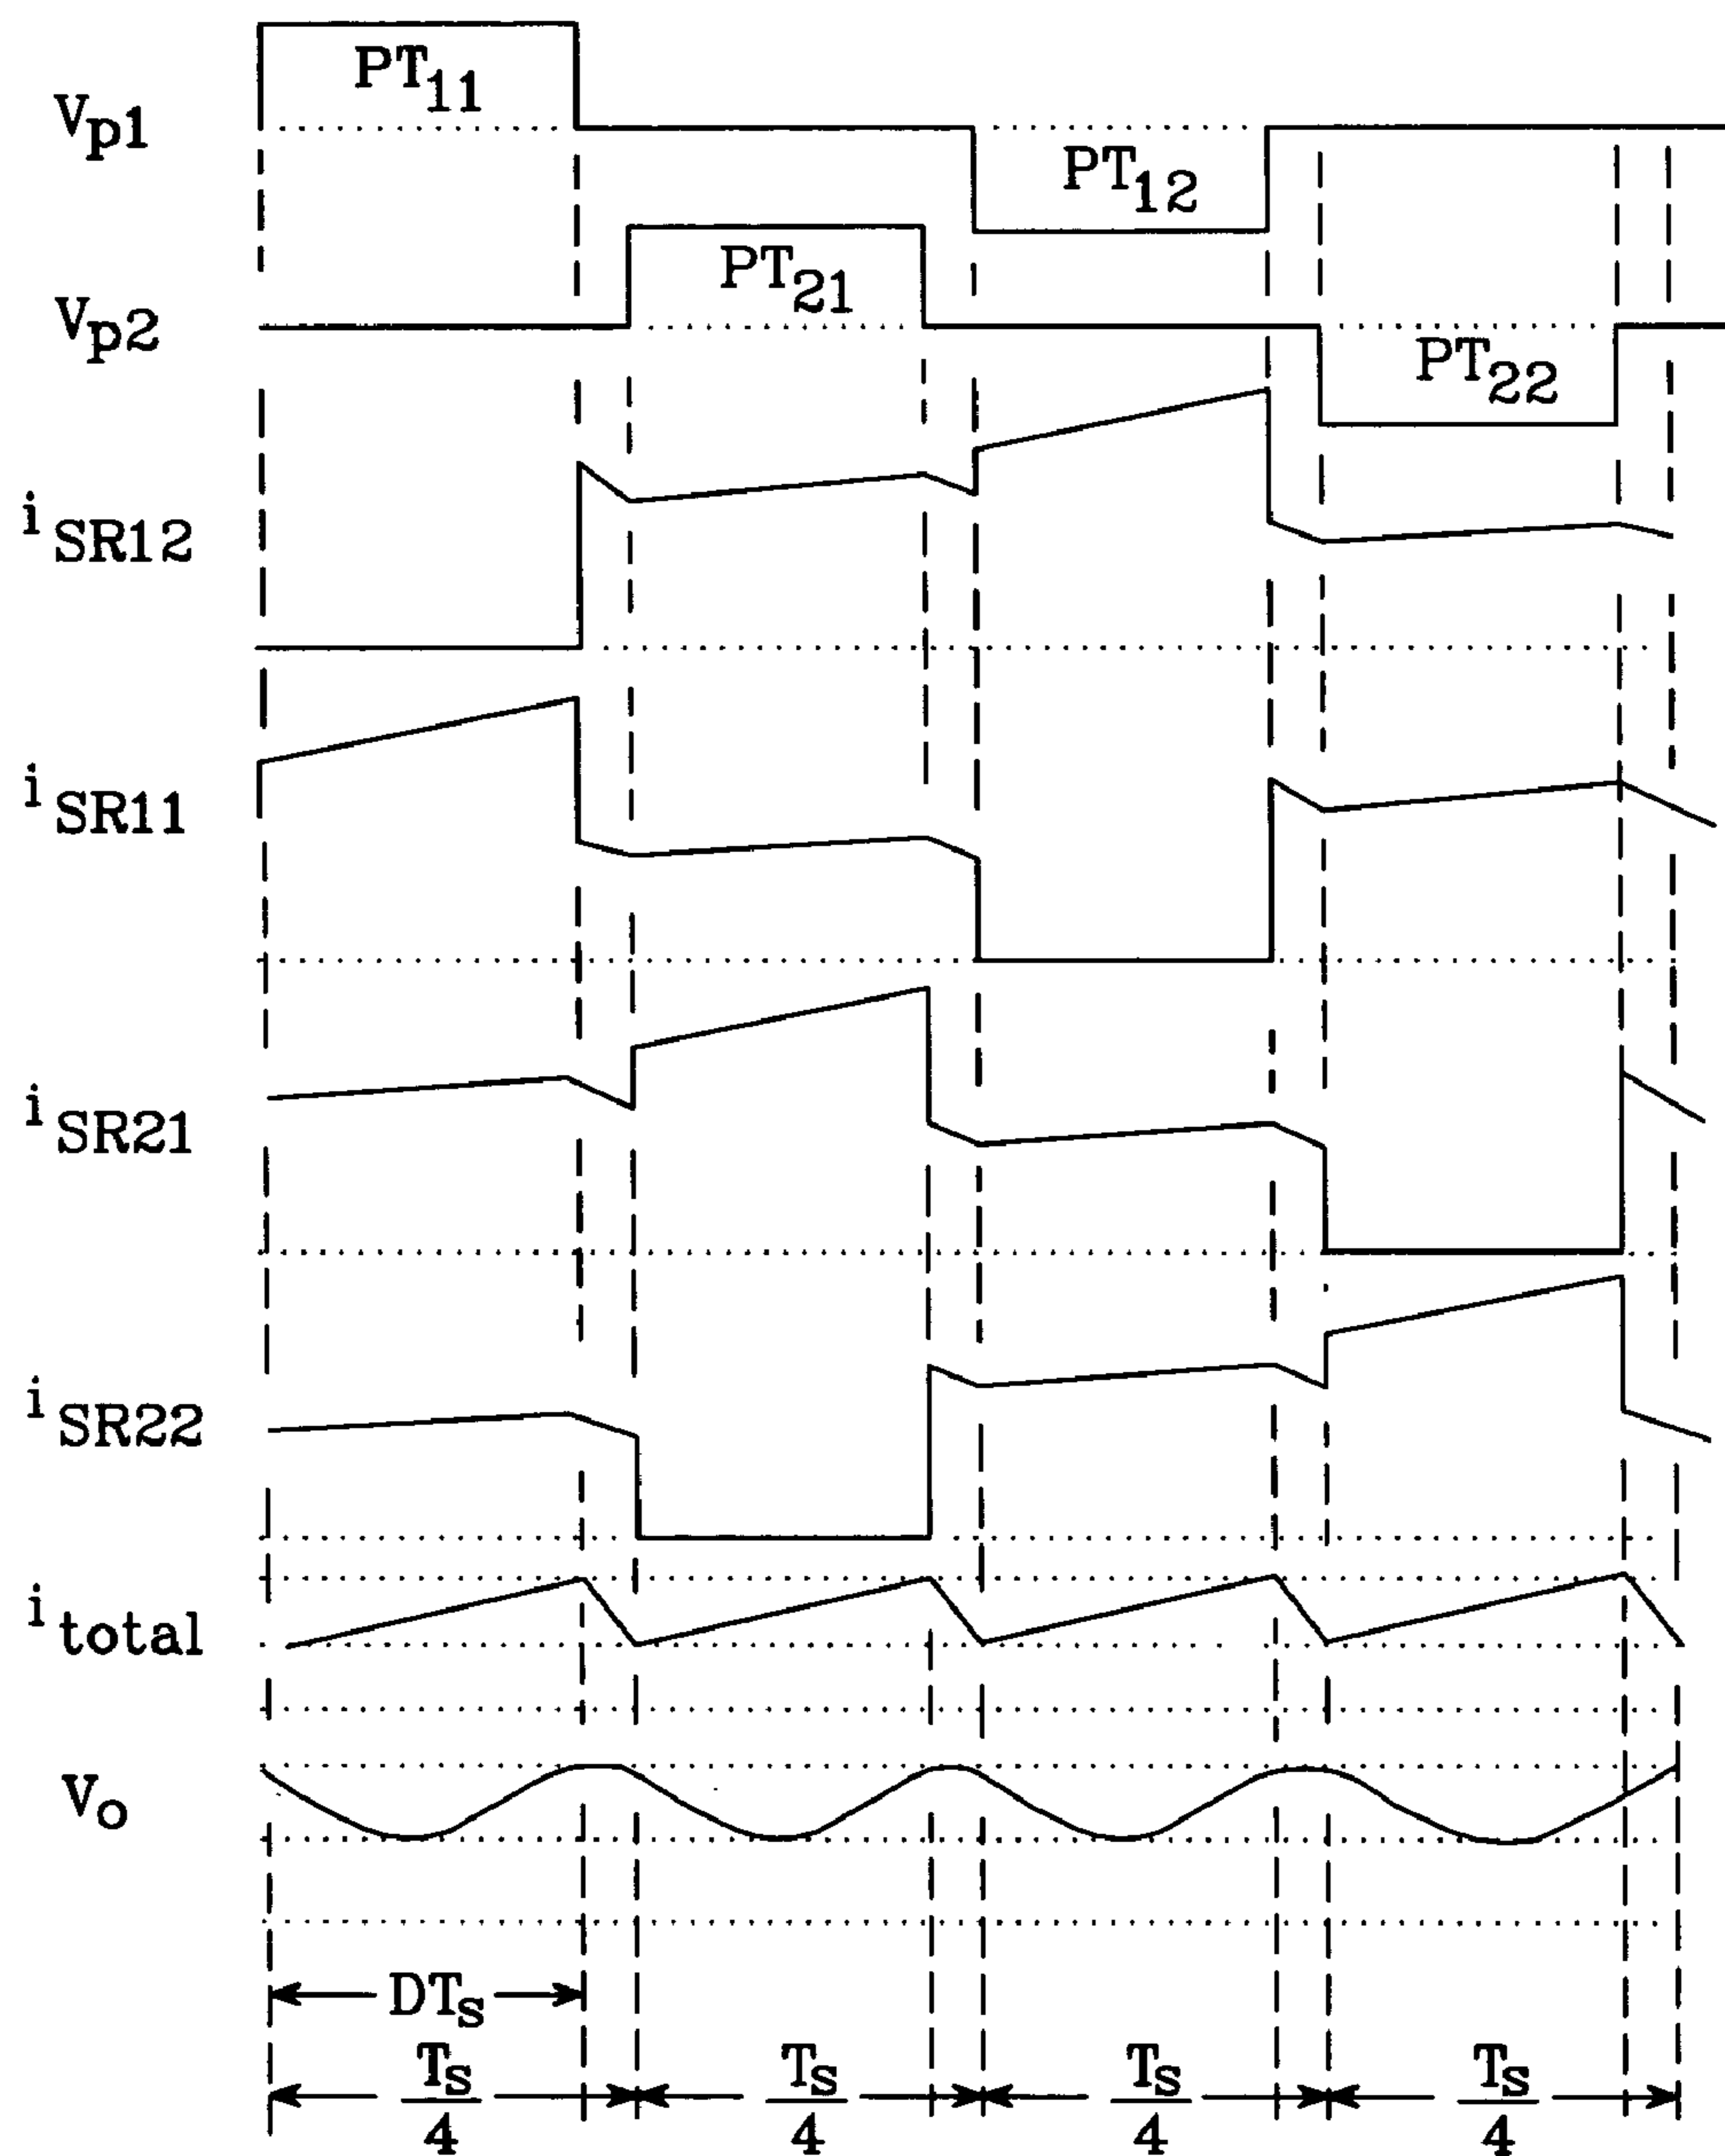 PT11
Vp1
PT12
PT21
Vp2
PT22
iSR12
iSR11
iSR21
iSR22
itotal
Vo
DTS
TS/4 TS/4 TS/4 TS/4